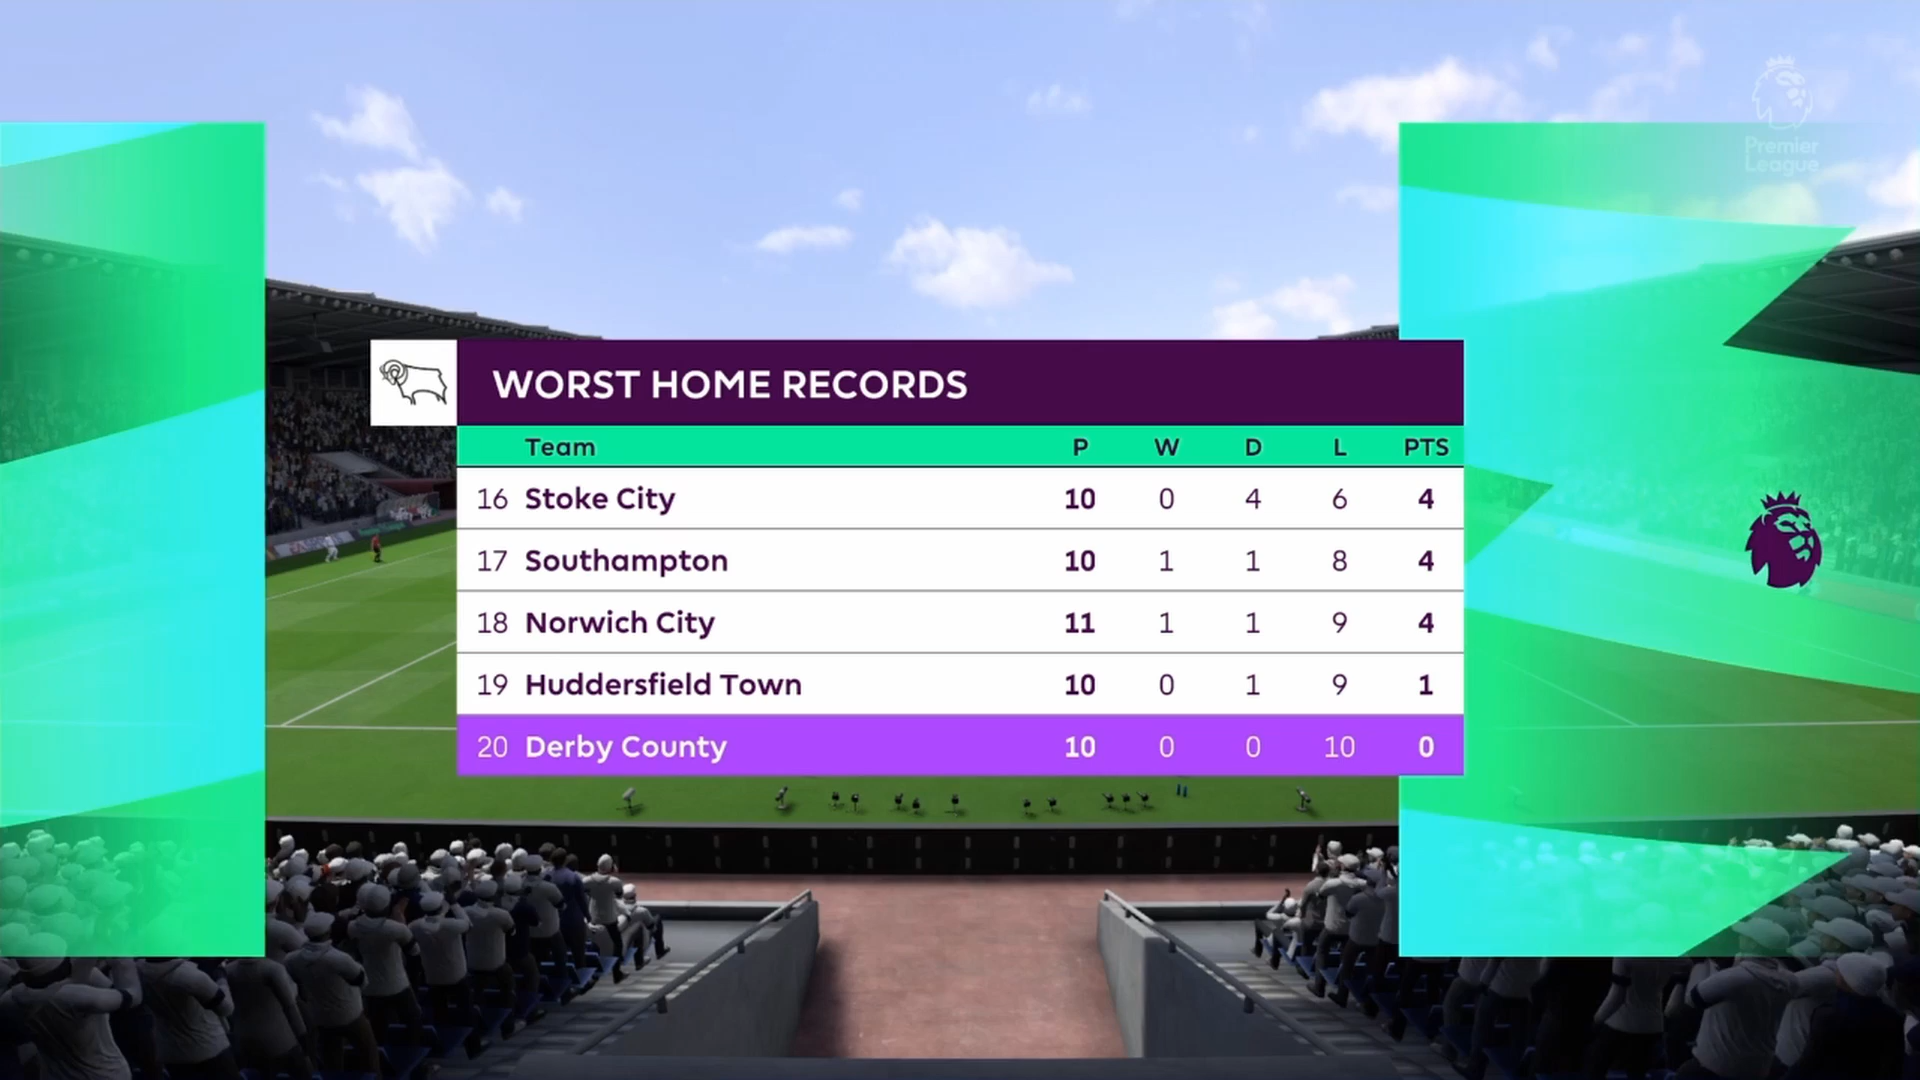 Premier
League
WORST HOME RECORDS
Team P W D L PTS
16 Stoke City 10 0 4 6 4
17 Southampton 10 1 1 8 4
18 Norwich City 11 1 1 9 4
19 Huddersfield Town 10 0 1 9 1
20 Derby County 10 0 0 10 0